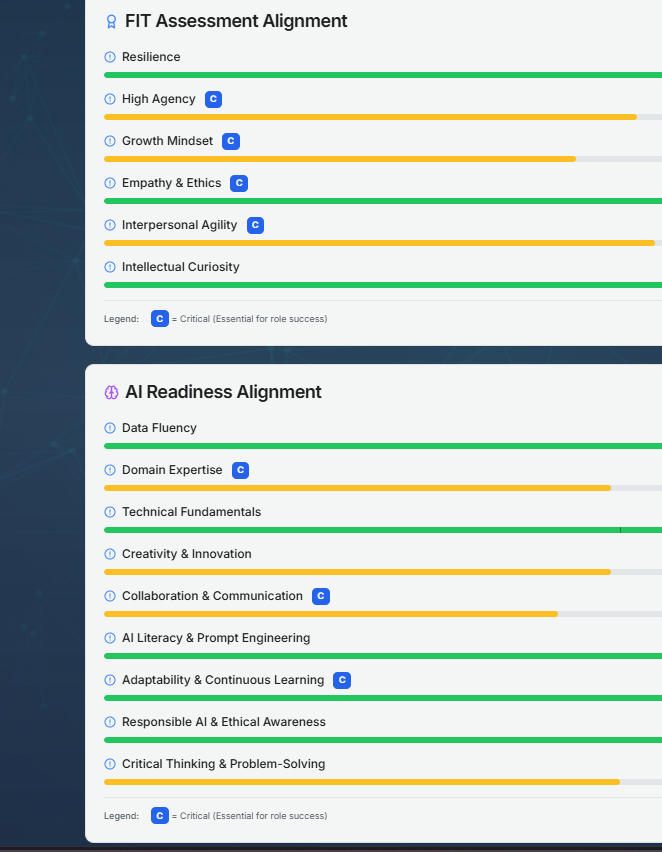 FIT Assessment Alignment
Resilience
High Agency C
Growth Mindset C
Empathy & Ethics C
Interpersonal Agility C
Intellectual Curiosity
Legend: C = Critical (Essential for role success)
AI Readiness Alignment
Data Fluency
Domain Expertise C
Technical Fundamentals
Creativity & Innovation
Collaboration & Communication C
AI Literacy & Prompt Engineering
Adaptability & Continuous Learning C
Responsible AI & Ethical Awareness
Critical Thinking & Problem-Solving
Legend: C = Critical (Essential for role success)